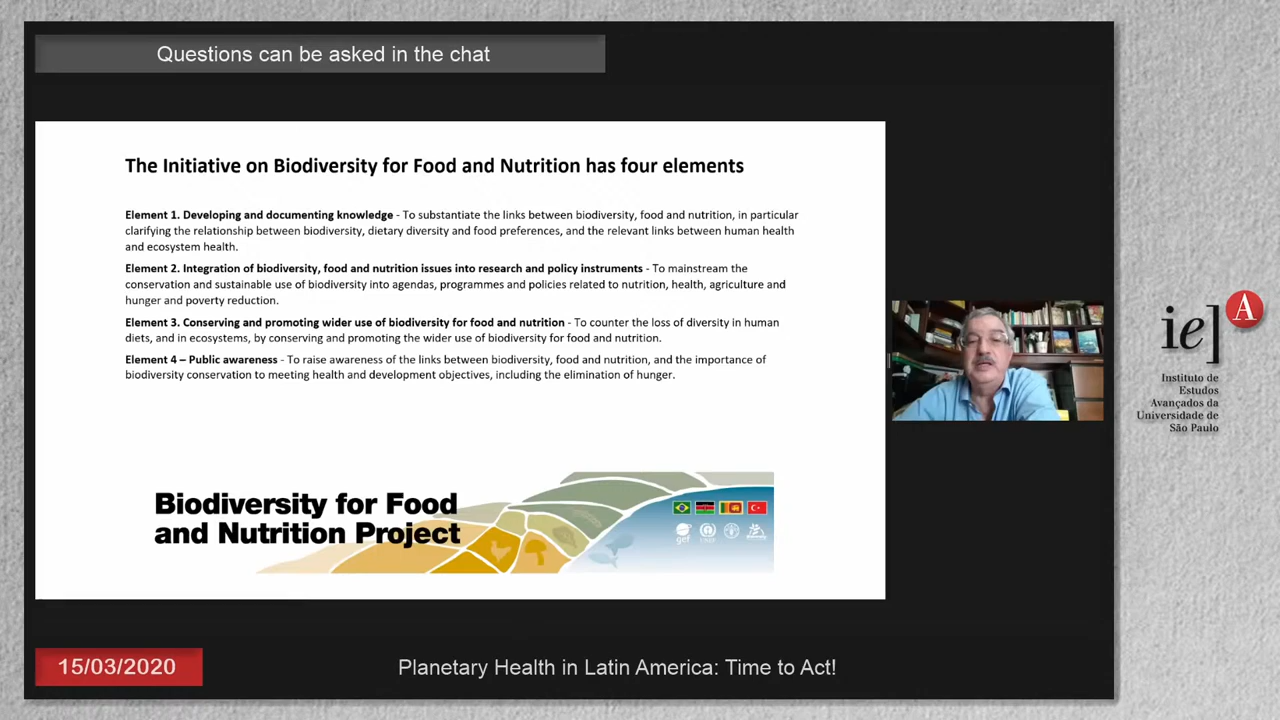 Questions can be asked in the chat
The Initiative on Biodiversity for Food and Nutrition has four elements
Element 1. Developing and documenting knowledge - To substantiate the links between biodiversity, food and nutrition, in particular
clarifying the relationship between biodiversity, dietary diversity and food preferences, and the relevant links between human health
and ecosystem health.
Element 2. Integration of biodiversity, food and nutrition issues into research and policy instruments - To mainstream the
conservation and sustainable use of biodiversity into agendas, programmes and policies related to nutrition, health, agriculture and
hunger and poverty reduction.
Element 3. Conserving and promoting wider use of biodiversity for food and nutrition - To counter the loss of diversity in human
diets, and in ecosystems, by conserving and promoting the wider use of biodiversity for food and nutrition.
Element 4 – Public awareness - To raise awareness of the links between biodiversity, food and nutrition, and the importance of
biodiversity conservation to meeting health and development objectives, including the elimination of hunger.
Biodiversity for Food
and Nutrition Project
gef
ie] A
Instituto de
Estudos
Avançados da
Universidade de
São Paulo
15/03/2020
Planetary Health in Latin America: Time to Act!